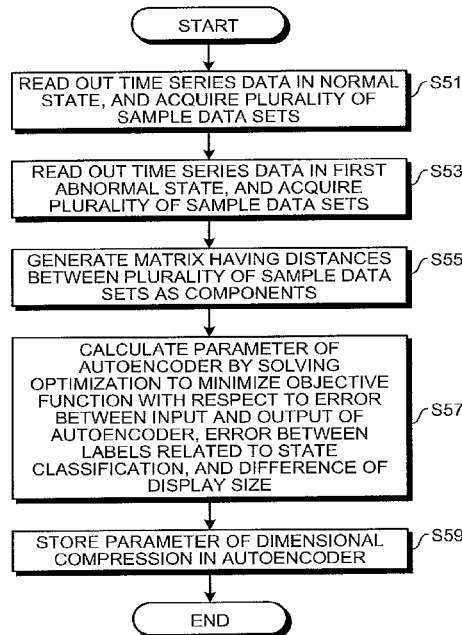 START
READ OUT TIME SERIES DATA IN NORMAL
STATE, AND ACQUIRE PLURALITY OF
SAMPLE DATA SETS
S51
READ OUT TIME SERIES DATA IN FIRST
ABNORMAL STATE, AND ACQUIRE
PLURALITY OF SAMPLE DATA SETS
S53
GENERATE MATRIX HAVING DISTANCES
BETWEEN PLURALITY OF SAMPLE DATA
SETS AS COMPONENTS
S55
CALCULATE PARAMETER OF
AUTOENCODER BY SOLVING
OPTIMIZATION TO MINIMIZE OBJECTIVE
FUNCTION WITH RESPECT TO ERROR
BETWEEN INPUT AND OUTPUT OF
AUTOENCODER, ERROR BETWEEN
LABELS RELATED TO STATE
CLASSIFICATION, AND DIFFERENCE OF
DISPLAY SIZE
S57
STORE PARAMETER OF DIMENSIONAL
COMPRESSION IN AUTOENCODER
S59
END